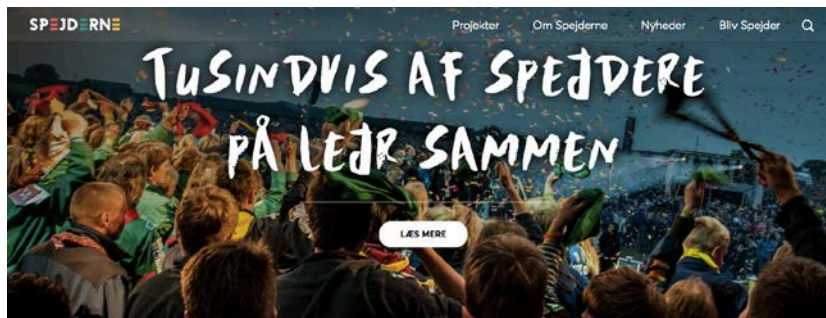 SPEJDERNE
Projekter Om Spejderne Nyheder Bliv Spejder
TUSINDVIS AF SPEJDERE
PÅ LEJR SAMMEN
LÆS MERE